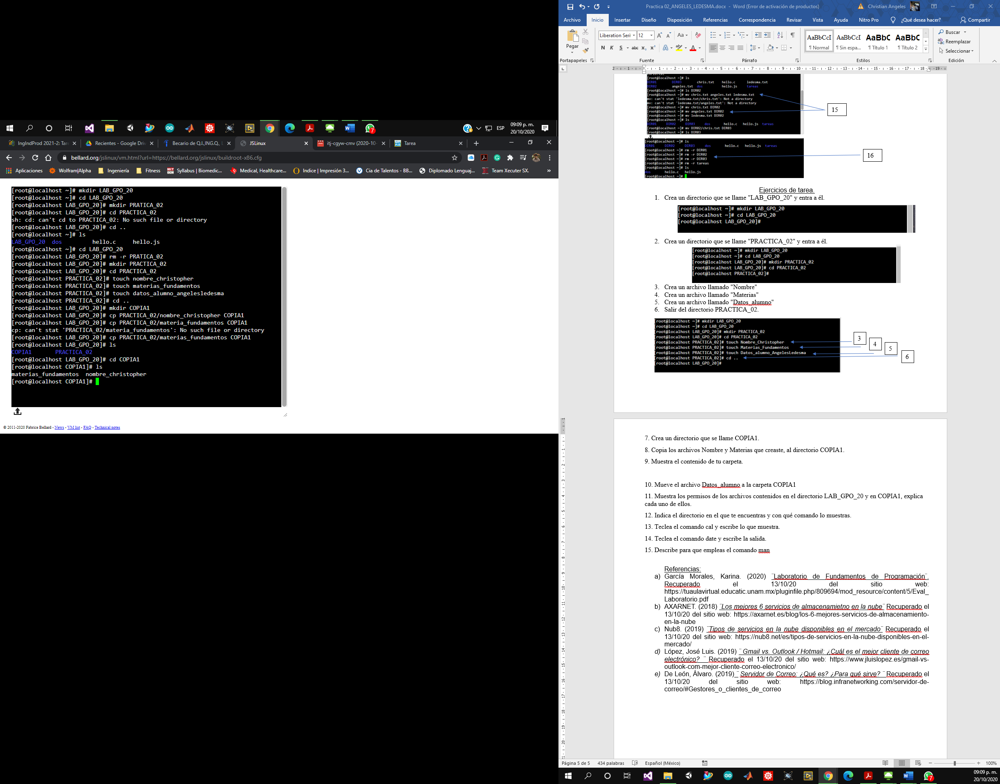 09:09 p. m.
ESP
20/10/2020
7
IngIndProd 2021-2: Tar
Recientes - Google Driv
Becario de Q.I.,ING.Q.,
JSLinux
itj-cgyw-cmv (2020-10-
Tarea
bellard.org/jslinux/vm.html?url=https://bellard.org/jslinux/buildroot-x86.cfg
Aplicaciones
Wolfram|Alpha
Ingeniería
Fitness
Syllabus | Biomedic...
Medical, Healthcare...
Indice | Impresión 3...
Cia de Talentos - BB...
Diplomado Lenguaj...
Team Xecuter SX.
»
[root@localhost ~]# mkdir LAB_GPO_20
[root@localhost ~]# cd LAB_GPO_20
[root@localhost LAB_GPO_20]# mkdir PRATICA_02
[root@localhost LAB_GPO_20]# cd PRACTICA_02
sh: cd: can't cd to PRACTICA_02: No such file or directory
[root@localhost LAB_GPO_20]# cd ..
[root@localhost ~]# ls
LAB_GPO_20 dos hello.c hello.js
[root@localhost ~]# cd LAB_GPO_20
[root@localhost LAB_GPO_20]# rm -r PRATICA_02
[root@localhost LAB_GPO_20]# mkdir PRACTICA_02
[root@localhost LAB_GPO_20]# cd PRACTICA_02
[root@localhost PRACTICA_02]# touch nombre_christopher
[root@localhost PRACTICA_02]# touch materias_fundamentos
[root@localhost PRACTICA_02]# touch datos_alumno_angelesledesma
[root@localhost PRACTICA_02]# cd ..
[root@localhost LAB_GPO_20]# mkdir COPIA1
[root@localhost LAB_GPO_20]# cp PRACTICA_02/nombre_christopher COPIA1
[root@localhost LAB_GPO_20]# cp PRACTICA_02/materia_fundamentos COPIA1
cp: can't stat 'PRACTICA_02/materia_fundamentos': No such file or directory
[root@localhost LAB_GPO_20]# cp PRACTICA_02/materias_fundamentos COPIA1
[root@localhost LAB_GPO_20]# ls
COPIA1 PRACTICA_02
[root@localhost LAB_GPO_20]# cd COPIA1
[root@localhost COPIA1]# ls
materias_fundamentos nombre_christopher
[root@localhost COPIA1]#
© 2011-2020 Fabrice Bellard - News - VM list - FAQ - Technical notes
Practica 02_ANGELES_LEDESMA.docx - Word (Error de activación de productos)
Christian Angeles
Archivo Inicio Insertar Diseño Disposición Referencias Correspondencia Revisar Vista Ayuda Nitro Pro ¿Qué desea hacer? Compartir
Liberation Seri 12
Pegar
N K S abc x₂ x²
AaBbCcI AaBbCcI AaBbC AaBbC
¶ Normal ¶ Sin espa... ¶ Título 1 ¶ Título 2
Buscar
Reemplazar
Seleccionar
Portapapeles Fuente Párrafo Estilos Edición
[root@localhost ~]# ls
DIR01 DIR03 chris.txt hello.c ledesma.txt
DIR02 angeles.txt dos hello.js tareas
[root@localhost ~]# ls DIR02
[root@localhost ~]# mv chris.txt angeles.txt ledesma.txt
mv: can't stat 'ledesma.txt/chris.txt': Not a directory
mv: can't stat 'ledesma.txt/angeles.txt': Not a directory
[root@localhost ~]# mv chris.txt DIR02
[root@localhost ~]# mv angeles.txt DIR02
[root@localhost ~]# mv ledesma.txt DIR02
[root@localhost ~]# ls
DIR01 DIR02 DIR03 dos hello.c hello.js tareas
[root@localhost ~]# mv DIR02/chris.txt DIR03
[root@localhost ~]# ls DIR03
15
[root@localhost ~]# ls
DIR01 DIR02 DIR03 dos hello.c hello.js tareas
[root@localhost ~]# rm -r DIR01
[root@localhost ~]# rm -r DIR02
[root@localhost ~]# rm -r DIR03
[root@localhost ~]# rm -r tareas
[root@localhost ~]# ls
dos hello.c hello.js
[root@localhost ~]#
16
Ejercicios de tarea.
1. Crea un directorio que se llame "LAB_GPO_20" y entra a él.
[root@localhost ~]# mkdir LAB_GPO_20
[root@localhost ~]# cd LAB_GPO_20
[root@localhost LAB_GPO_20]#
2. Crea un directorio que se llame "PRACTICA_02" y entra a él.
[root@localhost ~]# mkdir LAB_GPO_20
[root@localhost ~]# cd LAB_GPO_20
[root@localhost LAB_GPO_20]# mkdir PRACTICA_02
[root@localhost LAB_GPO_20]# cd PRACTICA_02
[root@localhost PRACTICA_02]#
3. Crea un archivo llamado "Nombre"
4. Crea un archivo llamado "Materias"
5. Crea un archivo llamado "Datos_alumno"
6. Salir del directorio PRACTICA_02.
[root@localhost ~]# mkdir LAB_GPO_20
[root@localhost ~]# cd LAB_GPO_20
[root@localhost LAB_GPO_20]# mkdir PRACTICA_02
[root@localhost LAB_GPO_20]# cd PRACTICA_02
[root@localhost PRACTICA_02]# touch Nombre_Christopher
[root@localhost PRACTICA_02]# touch Materias_Fundamentos
[root@localhost PRACTICA_02]# touch Datos_alumno_AngelesLedesma
[root@localhost PRACTICA_02]# cd ..
[root@localhost LAB_GPO_20]#
3
4
5
6
7. Crea un directorio que se llame COPIA1.
8. Copia los archivos Nombre y Materias que creaste, al directorio COPIA1.
9. Muestra el contenido de tu carpeta.
10. Mueve el archivo Datos_alumno a la carpeta COPIA1
11. Muestra los permisos de los archivos contenidos en el directorio LAB_GPO_20 y en COPIA1, explica
cada uno de ellos.
12. Indica el directorio en el que te encuentras y con qué comando lo muestras.
13. Teclea el comando cal y escribe lo que muestra.
14. Teclea el comando date y escribe la salida.
15. Describe para que empleas el comando man
Referencias:
a) García Morales, Karina. (2020) ¨Laboratorio de Fundamentos de Programación¨.
Recuperado el 13/10/20 del sitio web:
https://tuaulavirtual.educatic.unam.mx/pluginfile.php/809694/mod_resource/content/5/Eval_
Laboratorio.pdf
b) AXARNET. (2018) ¨Los mejores 6 servicios de almacenamietno en la nube¨ Recuperado el
13/10/20 del sitio web: https://axarnet.es/blog/los-6-mejores-servicios-de-almacenamiento-
en-la-nube
c) Nub8. (2019) ¨Tipos de servicios en la nube disponibles en el mercado¨ Recuperado el
13/10/20 del sitio web: https://nub8.net/es/tipos-de-servicios-en-la-nube-disponibles-en-el-
mercado/
d) López, José Luis. (2019) ¨ Gmail vs. Outlook / Hotmail: ¿Cuál es el mejor cliente de correo
electrónico? ¨ Recuperado el 13/10/20 del sitio web: https://www.jluislopez.es/gmail-vs-
outlook-com-mejor-cliente-correo-electronico/
e) De León, Álvaro. (2019) ¨ Servidor de Correo: ¿Qué es? ¿Para qué sirve? ¨ Recuperado el
13/10/20 del sitio web: https://blog.infranetworking.com/servidor-de-
correo/#Gestores_o_clientes_de_correo
Página 5 de 5 434 palabras Español (México) 100%
7
09:09 p. m.
20/10/2020